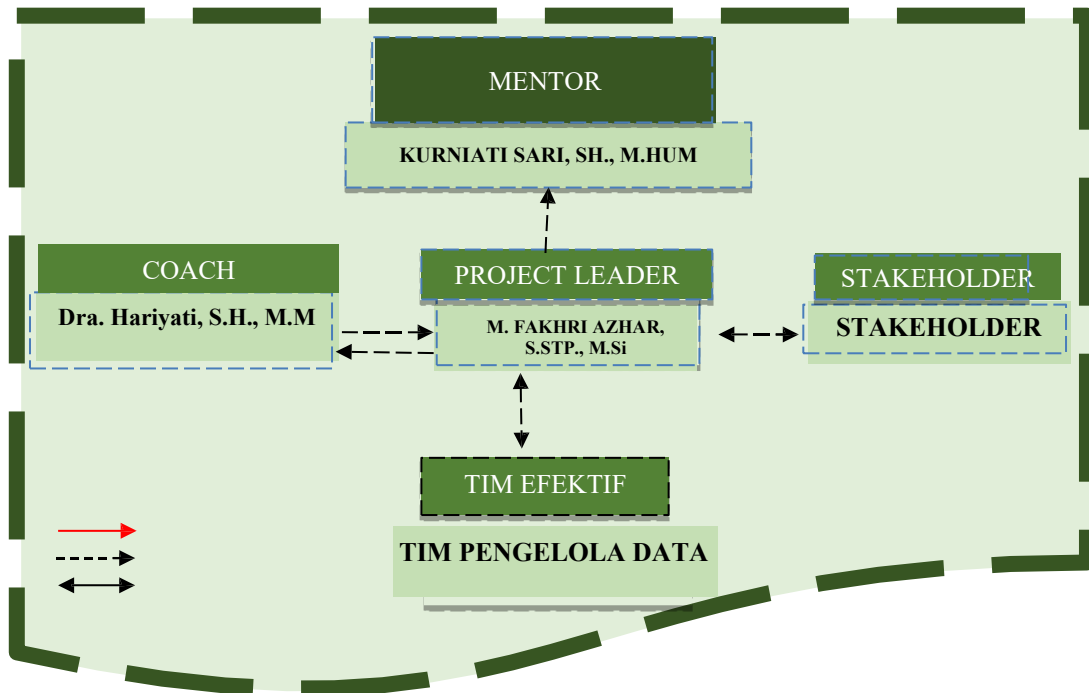 MENTOR
KURNIATI SARI, SH., M.HUM
COACH
Dra. Hariyati, S.H., M.M
PROJECT LEADER
M. FAKHRI AZHAR,
S.STP., M.Si
STAKEHOLDER
STAKEHOLDER
TIM EFEKTIF
TIM PENGELOLA DATA